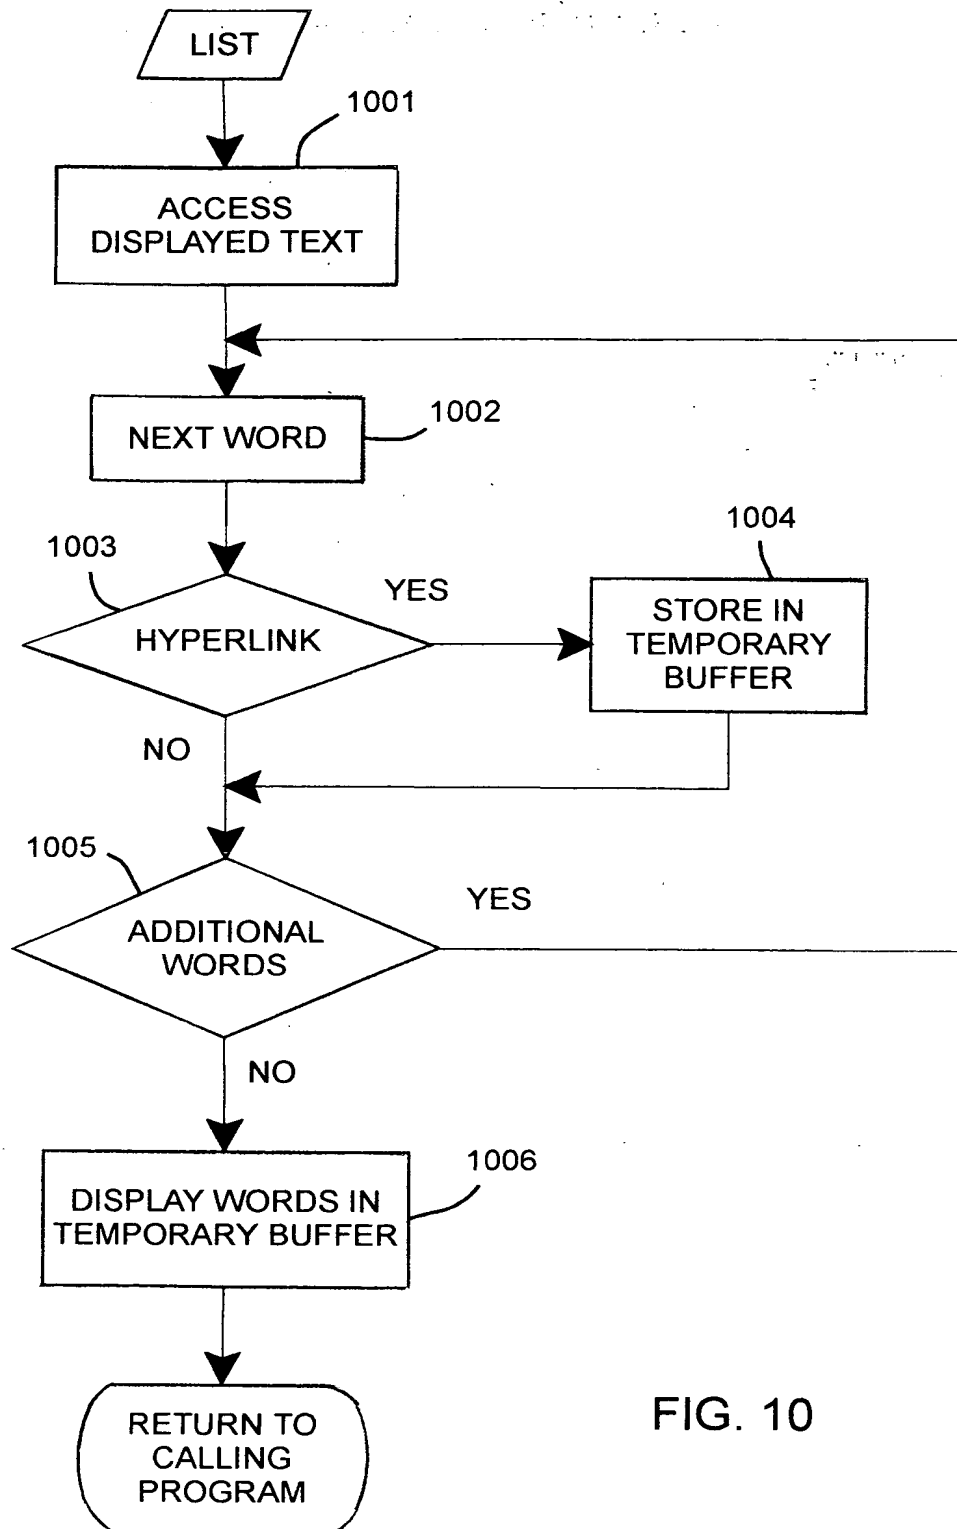 LIST
1001
ACCESS
DISPLAYED TEXT
NEXT WORD
1002
1003
HYPERLINK
YES
1004
STORE IN
TEMPORARY
BUFFER
NO
1005
ADDITIONAL
WORDS
YES
NO
1006
DISPLAY WORDS IN
TEMPORARY BUFFER
RETURN TO
CALLING
PROGRAM
FIG. 10